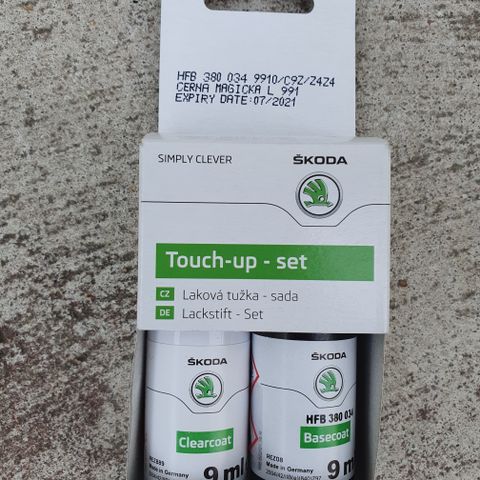 HFB 380 034 9910/C9Z/Z4Z4
CERNA MAGICKA L 991
EXPIRY DATE:07/2021
SIMPLY CLEVER
ŠKODA
Touch-up - set
CZ Laková tužka - sada
DE Lackstift - Set
ŠKODA
Clearcoat
REZ889
Made in Germany
9 ml
ŠKODA
HFB 380 034
Basecoat
Made in Germany
9 m